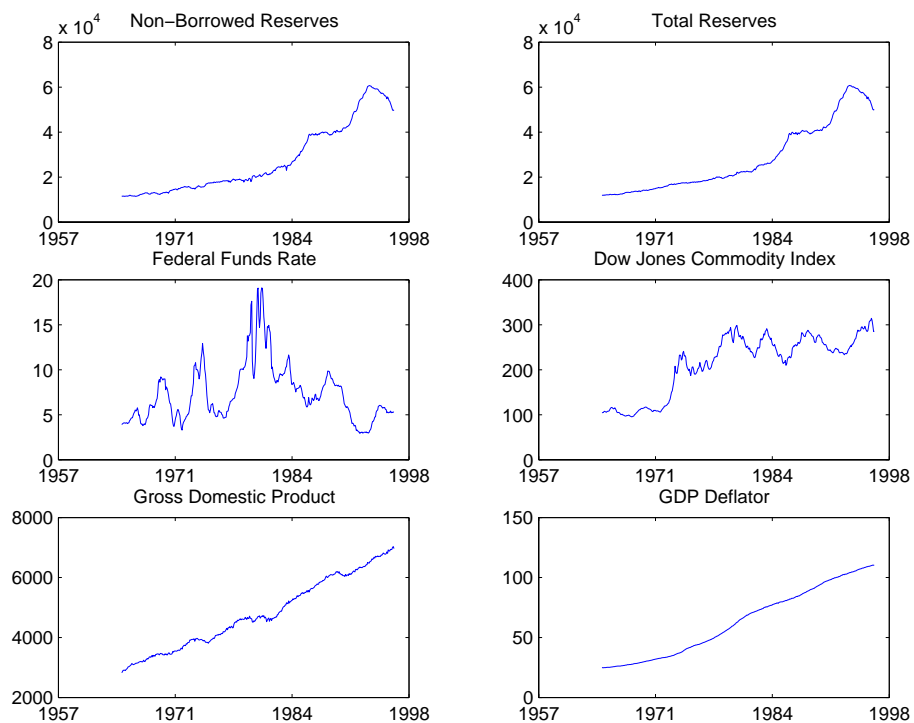 Non−Borrowed Reserves
x 10^4
8
6
4
2
0
1957 1971 1984 1998
Total Reserves
x 10^4
8
6
4
2
0
1957 1971 1984 1998
Federal Funds Rate
20
15
10
5
0
1957 1971 1984 1998
Dow Jones Commodity Index
400
300
200
100
0
1957 1971 1984 1998
Gross Domestic Product
8000
6000
4000
2000
1957 1971 1984 1998
GDP Deflator
150
100
50
0
1957 1971 1984 1998